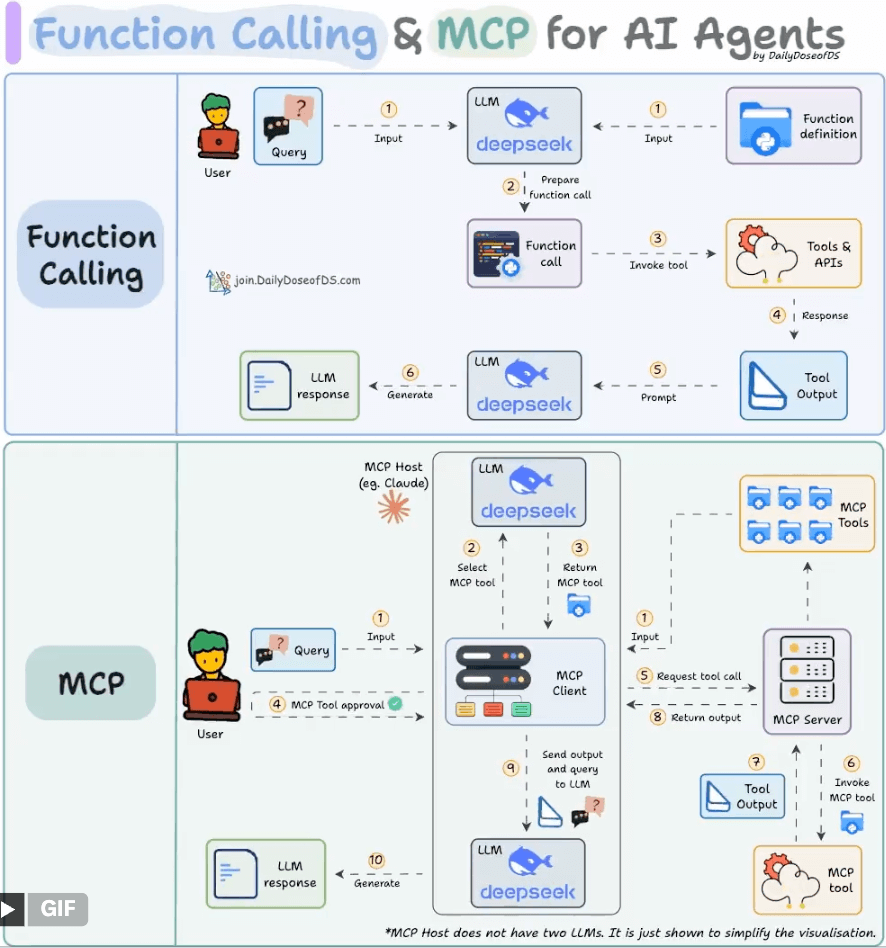 Function Calling & MCP for AI Agents
by DailyDoseofDS
Function
Calling
User
Query
1
Input
LLM
deepseek
1
Input
Function
definition
2
Prepare
function call
Function
call
3
Invoke tool
Tools &
APIs
join.DailyDoseofDS.com
4
Response
LLM
response
6
Generate
LLM
deepseek
5
Prompt
Tool
Output
MCP
MCP Host
(eg. Claude)
LLM
deepseek
MCP
Tools
2
Select
MCP tool
3
Return
MCP tool
User
Query
1
Input
4
MCP Tool approval
MCP
Client
1
Input
5
Request tool call
8
Return output
MCP Server
9
Send output
and query
to LLM
7
Tool
Output
6
Invoke
MCP tool
LLM
response
10
Generate
LLM
deepseek
MCP
tool
GIF
*MCP Host does not have two LLMs. It is just shown to simplify the visualisation.